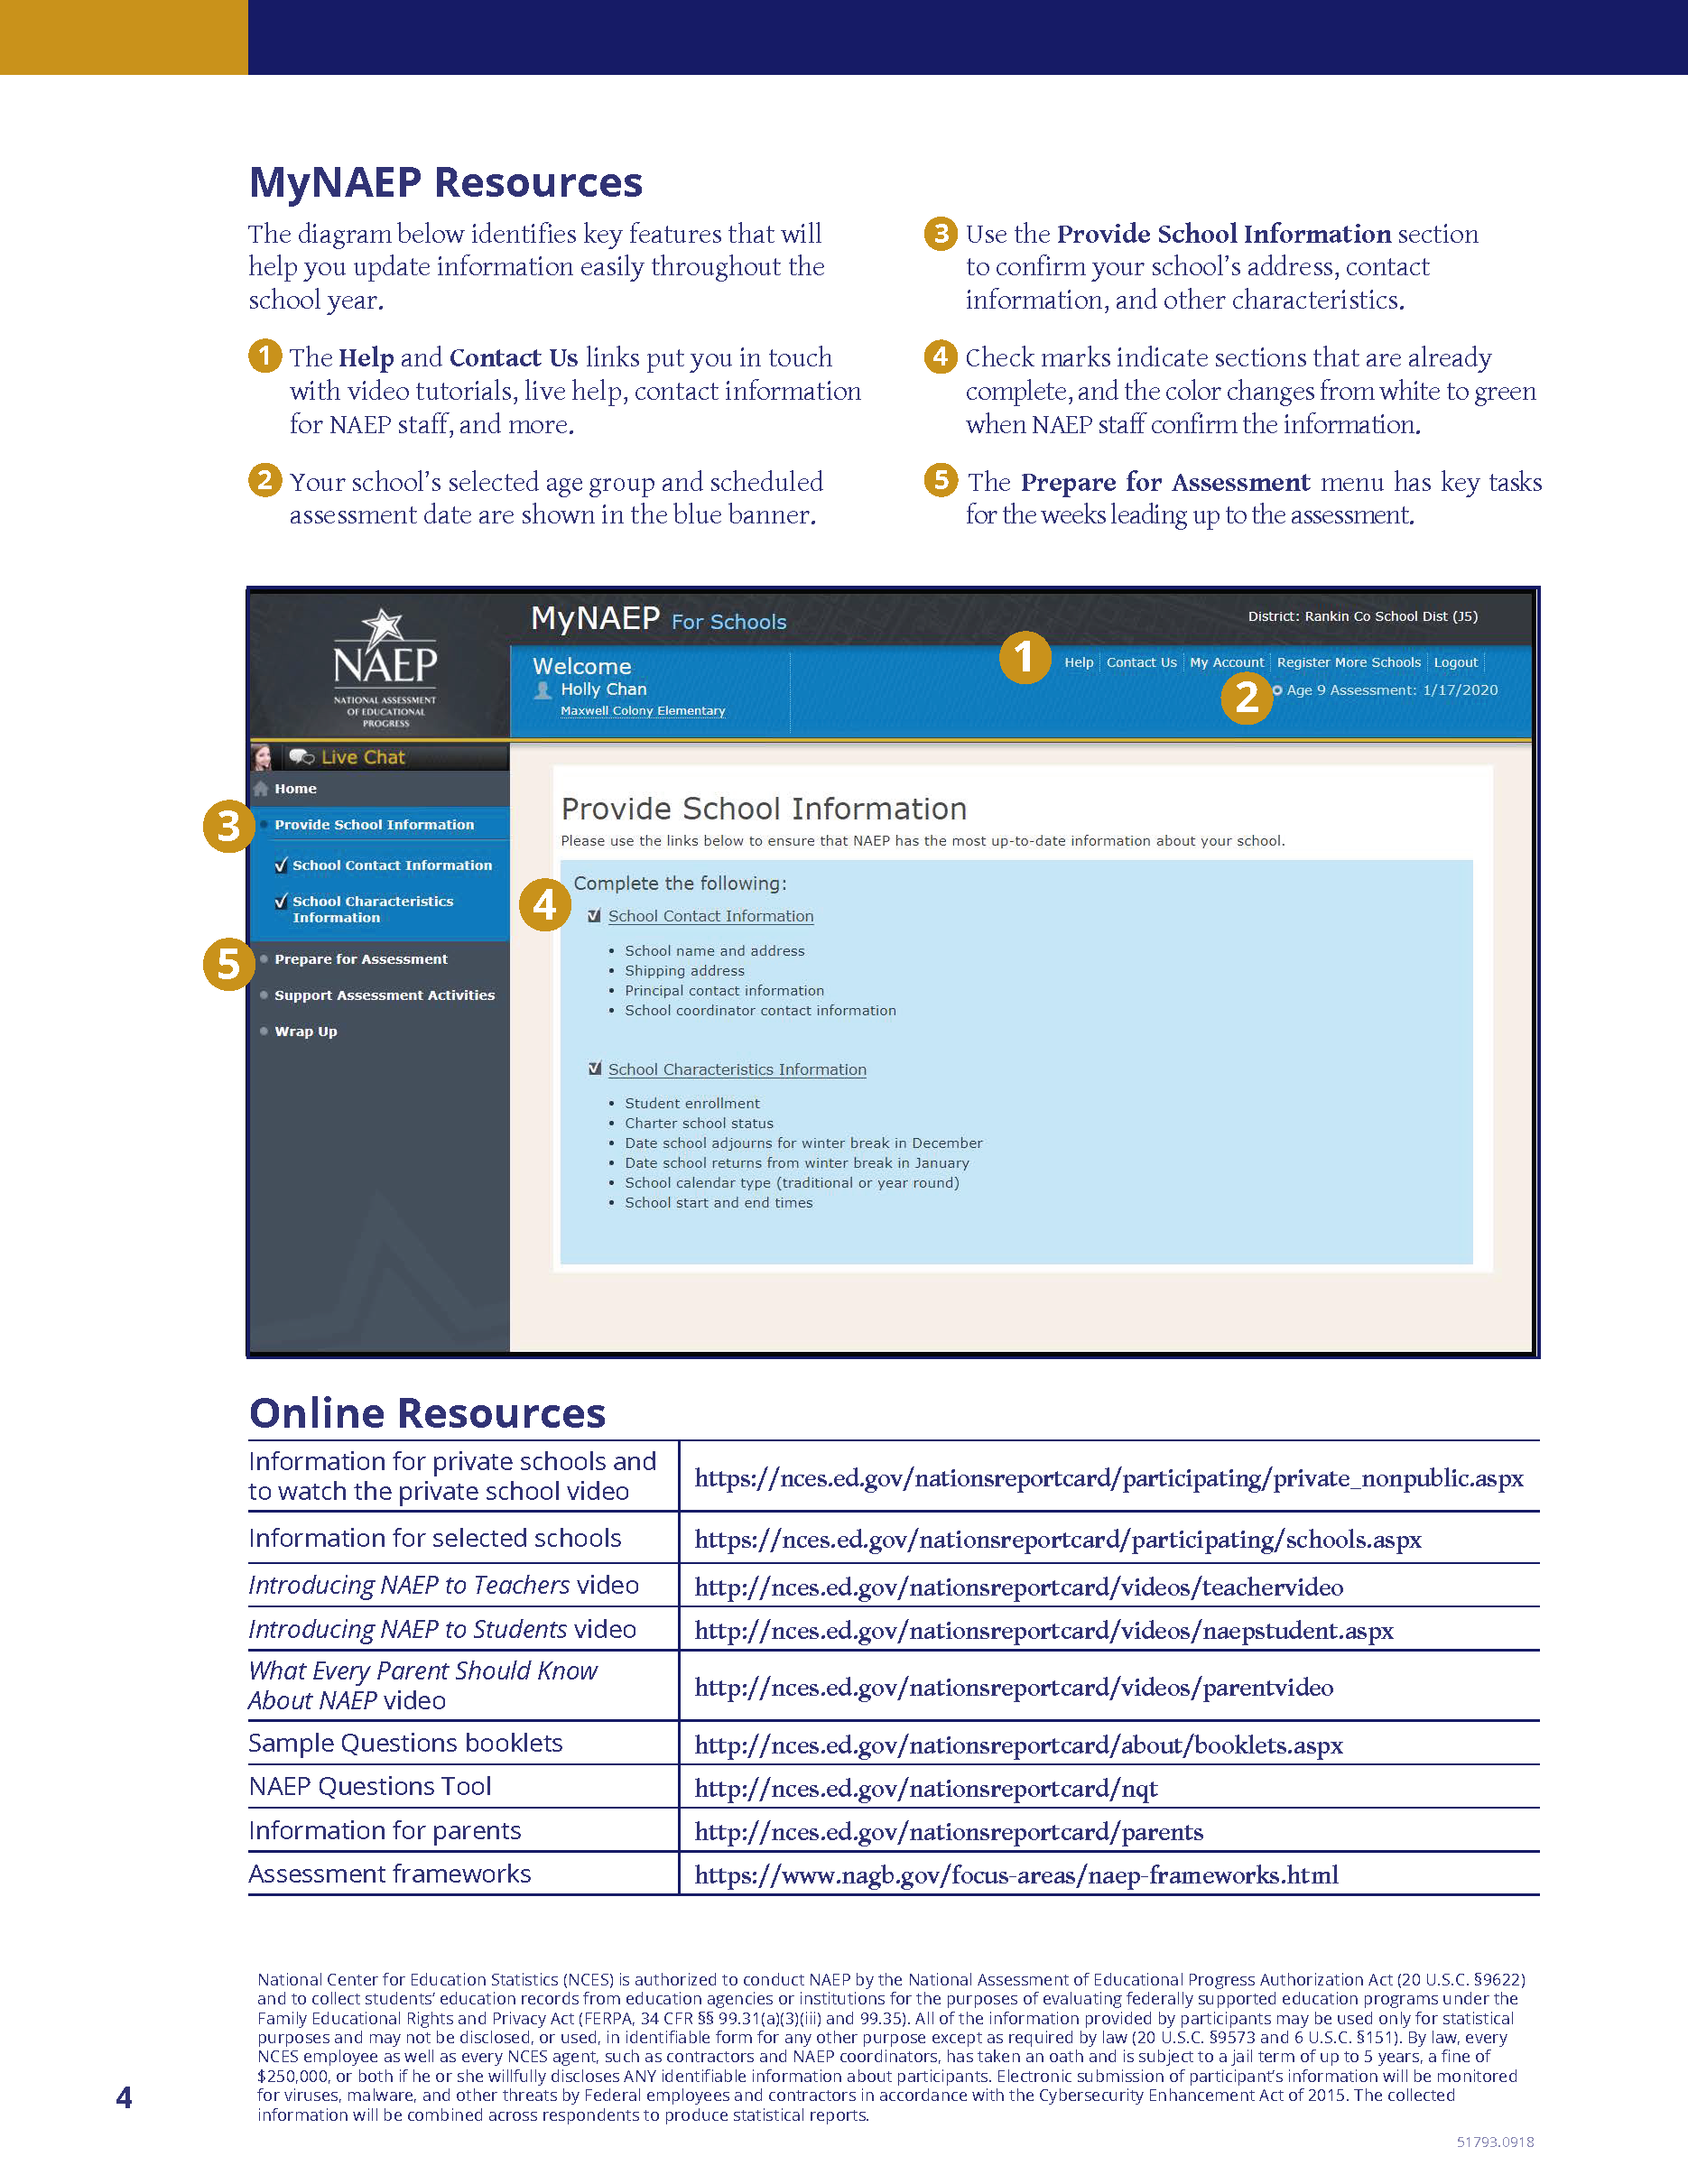 MyNAEP Resources
The diagram below identifies key features that will
help you update information easily throughout the
school year.
1 The Help and Contact Us links put you in touch
with video tutorials, live help, contact information
for NAEP staff, and more.
2 Your school’s selected age group and scheduled
assessment date are shown in the blue banner.
3 Use the Provide School Information section
to confirm your school’s address, contact
information, and other characteristics.
4 Check marks indicate sections that are already
complete, and the color changes from white to green
when NAEP staff confirm the information.
5 The Prepare for Assessment menu has key tasks
for the weeks leading up to the assessment.
NAEP
NATIONAL ASSESSMENT
OF EDUCATIONAL
PROGRESS
MyNAEP For Schools
District: Rankin Co School Dist (J5)
Welcome
Holly Chan
Maxwell Colony Elementary
1
Help Contact Us My Account Register More Schools Logout
2
Age 9 Assessment: 1/17/2020
Live Chat
Home
3
Provide School Information
School Contact Information
School Characteristics
Information
5
Prepare for Assessment
Support Assessment Activities
Wrap Up
Provide School Information
Please use the links below to ensure that NAEP has the most up-to-date information about your school.
4
Complete the following:
School Contact Information
• School name and address
• Shipping address
• Principal contact information
• School coordinator contact information
School Characteristics Information
• Student enrollment
• Charter school status
• Date school adjourns for winter break in December
• Date school returns from winter break in January
• School calendar type (traditional or year round)
• School start and end times
Online Resources
Information for private schools and
to watch the private school video
https://nces.ed.gov/nationsreportcard/participating/private_nonpublic.aspx
Information for selected schools
https://nces.ed.gov/nationsreportcard/participating/schools.aspx
Introducing NAEP to Teachers video
http://nces.ed.gov/nationsreportcard/videos/teachervideo
Introducing NAEP to Students video
http://nces.ed.gov/nationsreportcard/videos/naepstudent.aspx
What Every Parent Should Know
About NAEP video
http://nces.ed.gov/nationsreportcard/videos/parentvideo
Sample Questions booklets
http://nces.ed.gov/nationsreportcard/about/booklets.aspx
NAEP Questions Tool
http://nces.ed.gov/nationsreportcard/nqt
Information for parents
http://nces.ed.gov/nationsreportcard/parents
Assessment frameworks
https://www.nagb.gov/focus-areas/naep-frameworks.html
National Center for Education Statistics (NCES) is authorized to conduct NAEP by the National Assessment of Educational Progress Authorization Act (20 U.S.C. §9622)
and to collect students’ education records from education agencies or institutions for the purposes of evaluating federally supported education programs under the
Family Educational Rights and Privacy Act (FERPA, 34 CFR §§ 99.31(a)(3)(iii) and 99.35). All of the information provided by participants may be used only for statistical
purposes and may not be disclosed, or used, in identifiable form for any other purpose except as required by law (20 U.S.C. §9573 and 6 U.S.C. §151). By law, every
NCES employee as well as every NCES agent, such as contractors and NAEP coordinators, has taken an oath and is subject to a jail term of up to 5 years, a fine of
$250,000, or both if he or she willfully discloses ANY identifiable information about participants. Electronic submission of participant’s information will be monitored
for viruses, malware, and other threats by Federal employees and contractors in accordance with the Cybersecurity Enhancement Act of 2015. The collected
information will be combined across respondents to produce statistical reports.
4
51793.0918